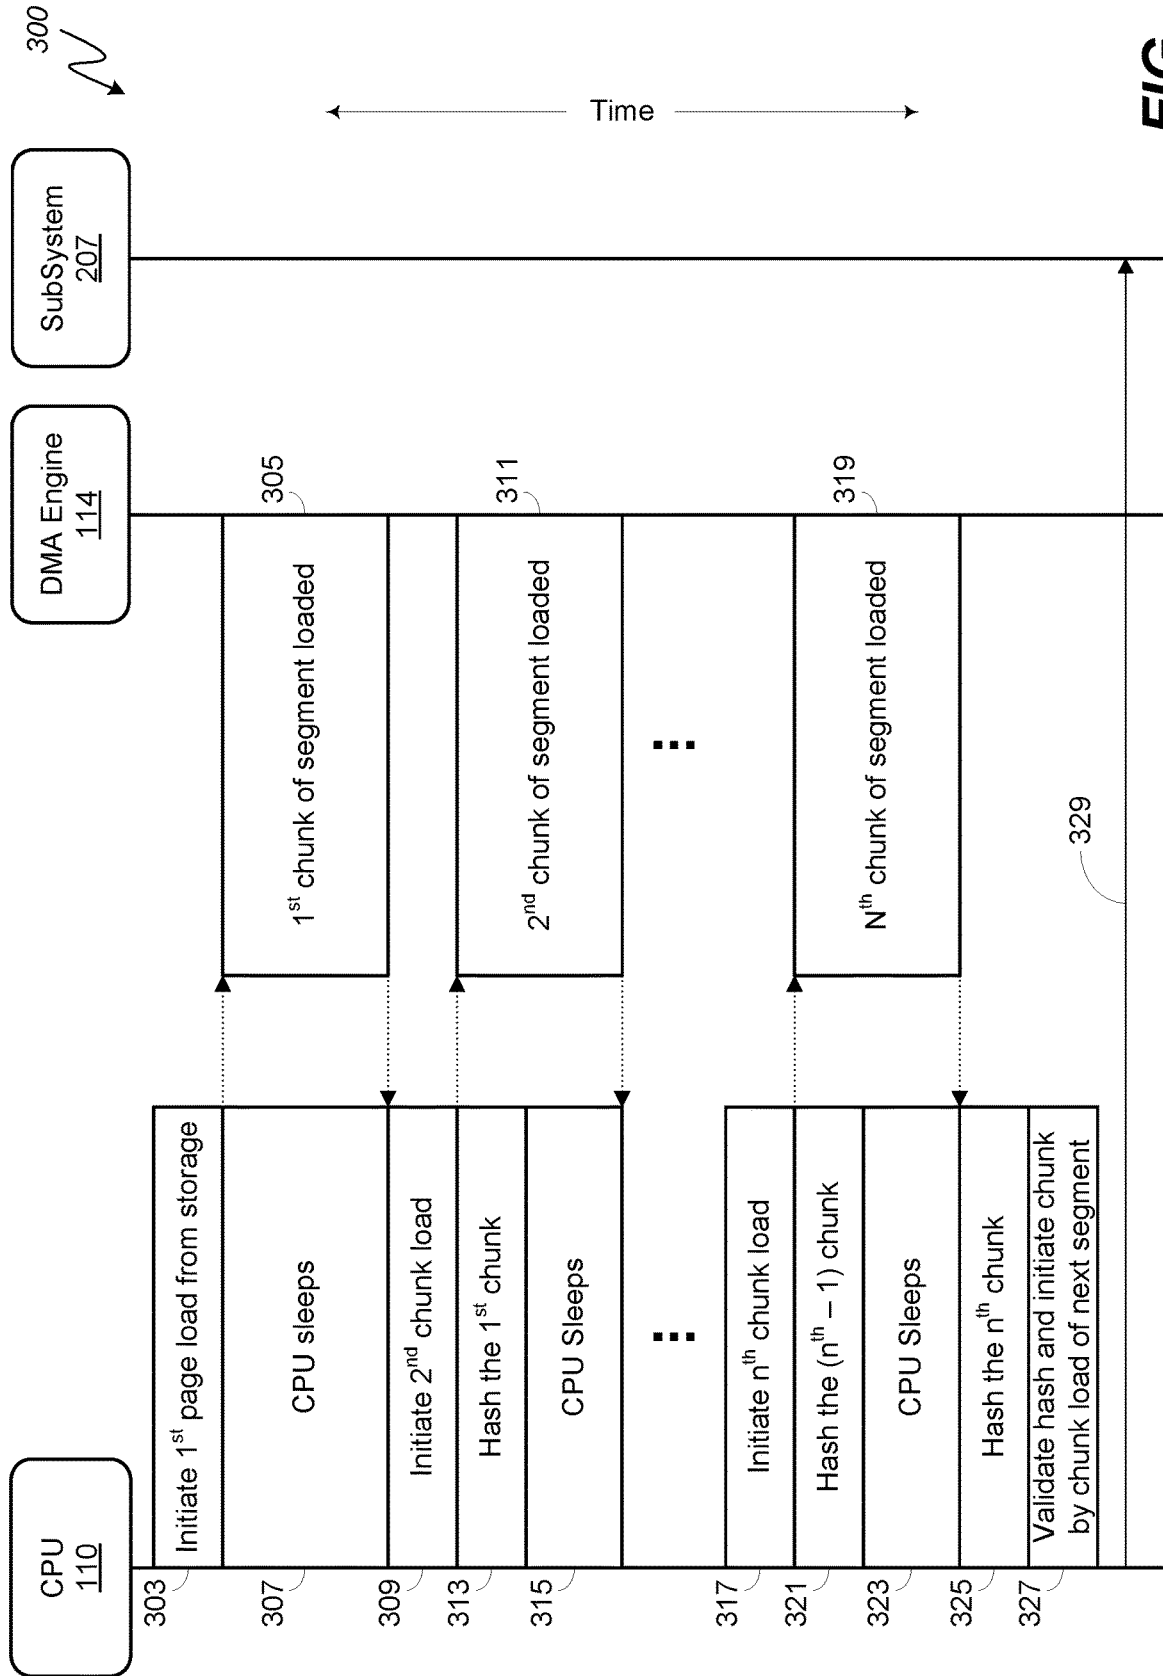 300
CPU
110
DMA Engine
114
SubSystem
207
303
Initiate 1st page load from storage
305
1st chunk of segment loaded
307
CPU sleeps
309
Initiate 2nd chunk load
311
2nd chunk of segment loaded
313
Hash the 1st chunk
315
CPU Sleeps
Time
...
...
317
Initiate nth chunk load
319
Nth chunk of segment loaded
321
Hash the (nth – 1) chunk
323
CPU Sleeps
325
Hash the nth chunk
327
Validate hash and initiate chunk
by chunk load of next segment
329
FIG